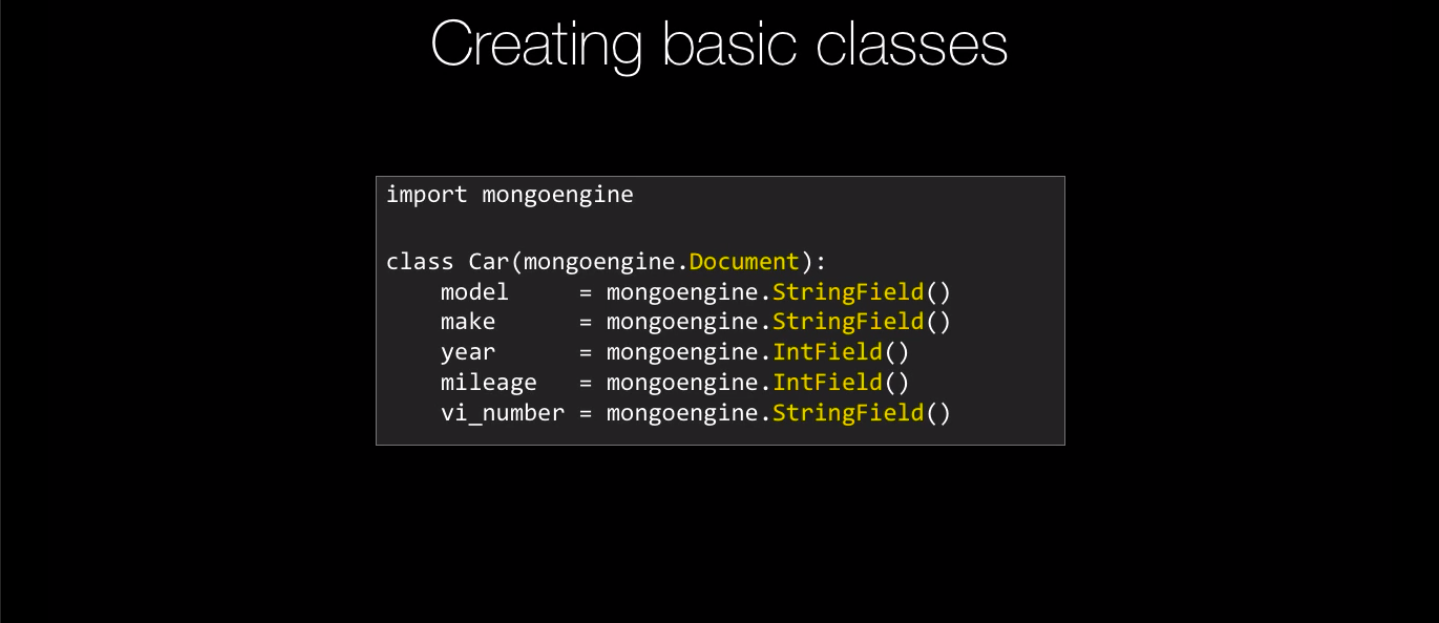 Creating basic classes
import mongoengine
class Car(mongoengine.Document):
    model     = mongoengine.StringField()
    make      = mongoengine.StringField()
    year      = mongoengine.IntField()
    mileage   = mongoengine.IntField()
    vi_number = mongoengine.StringField()